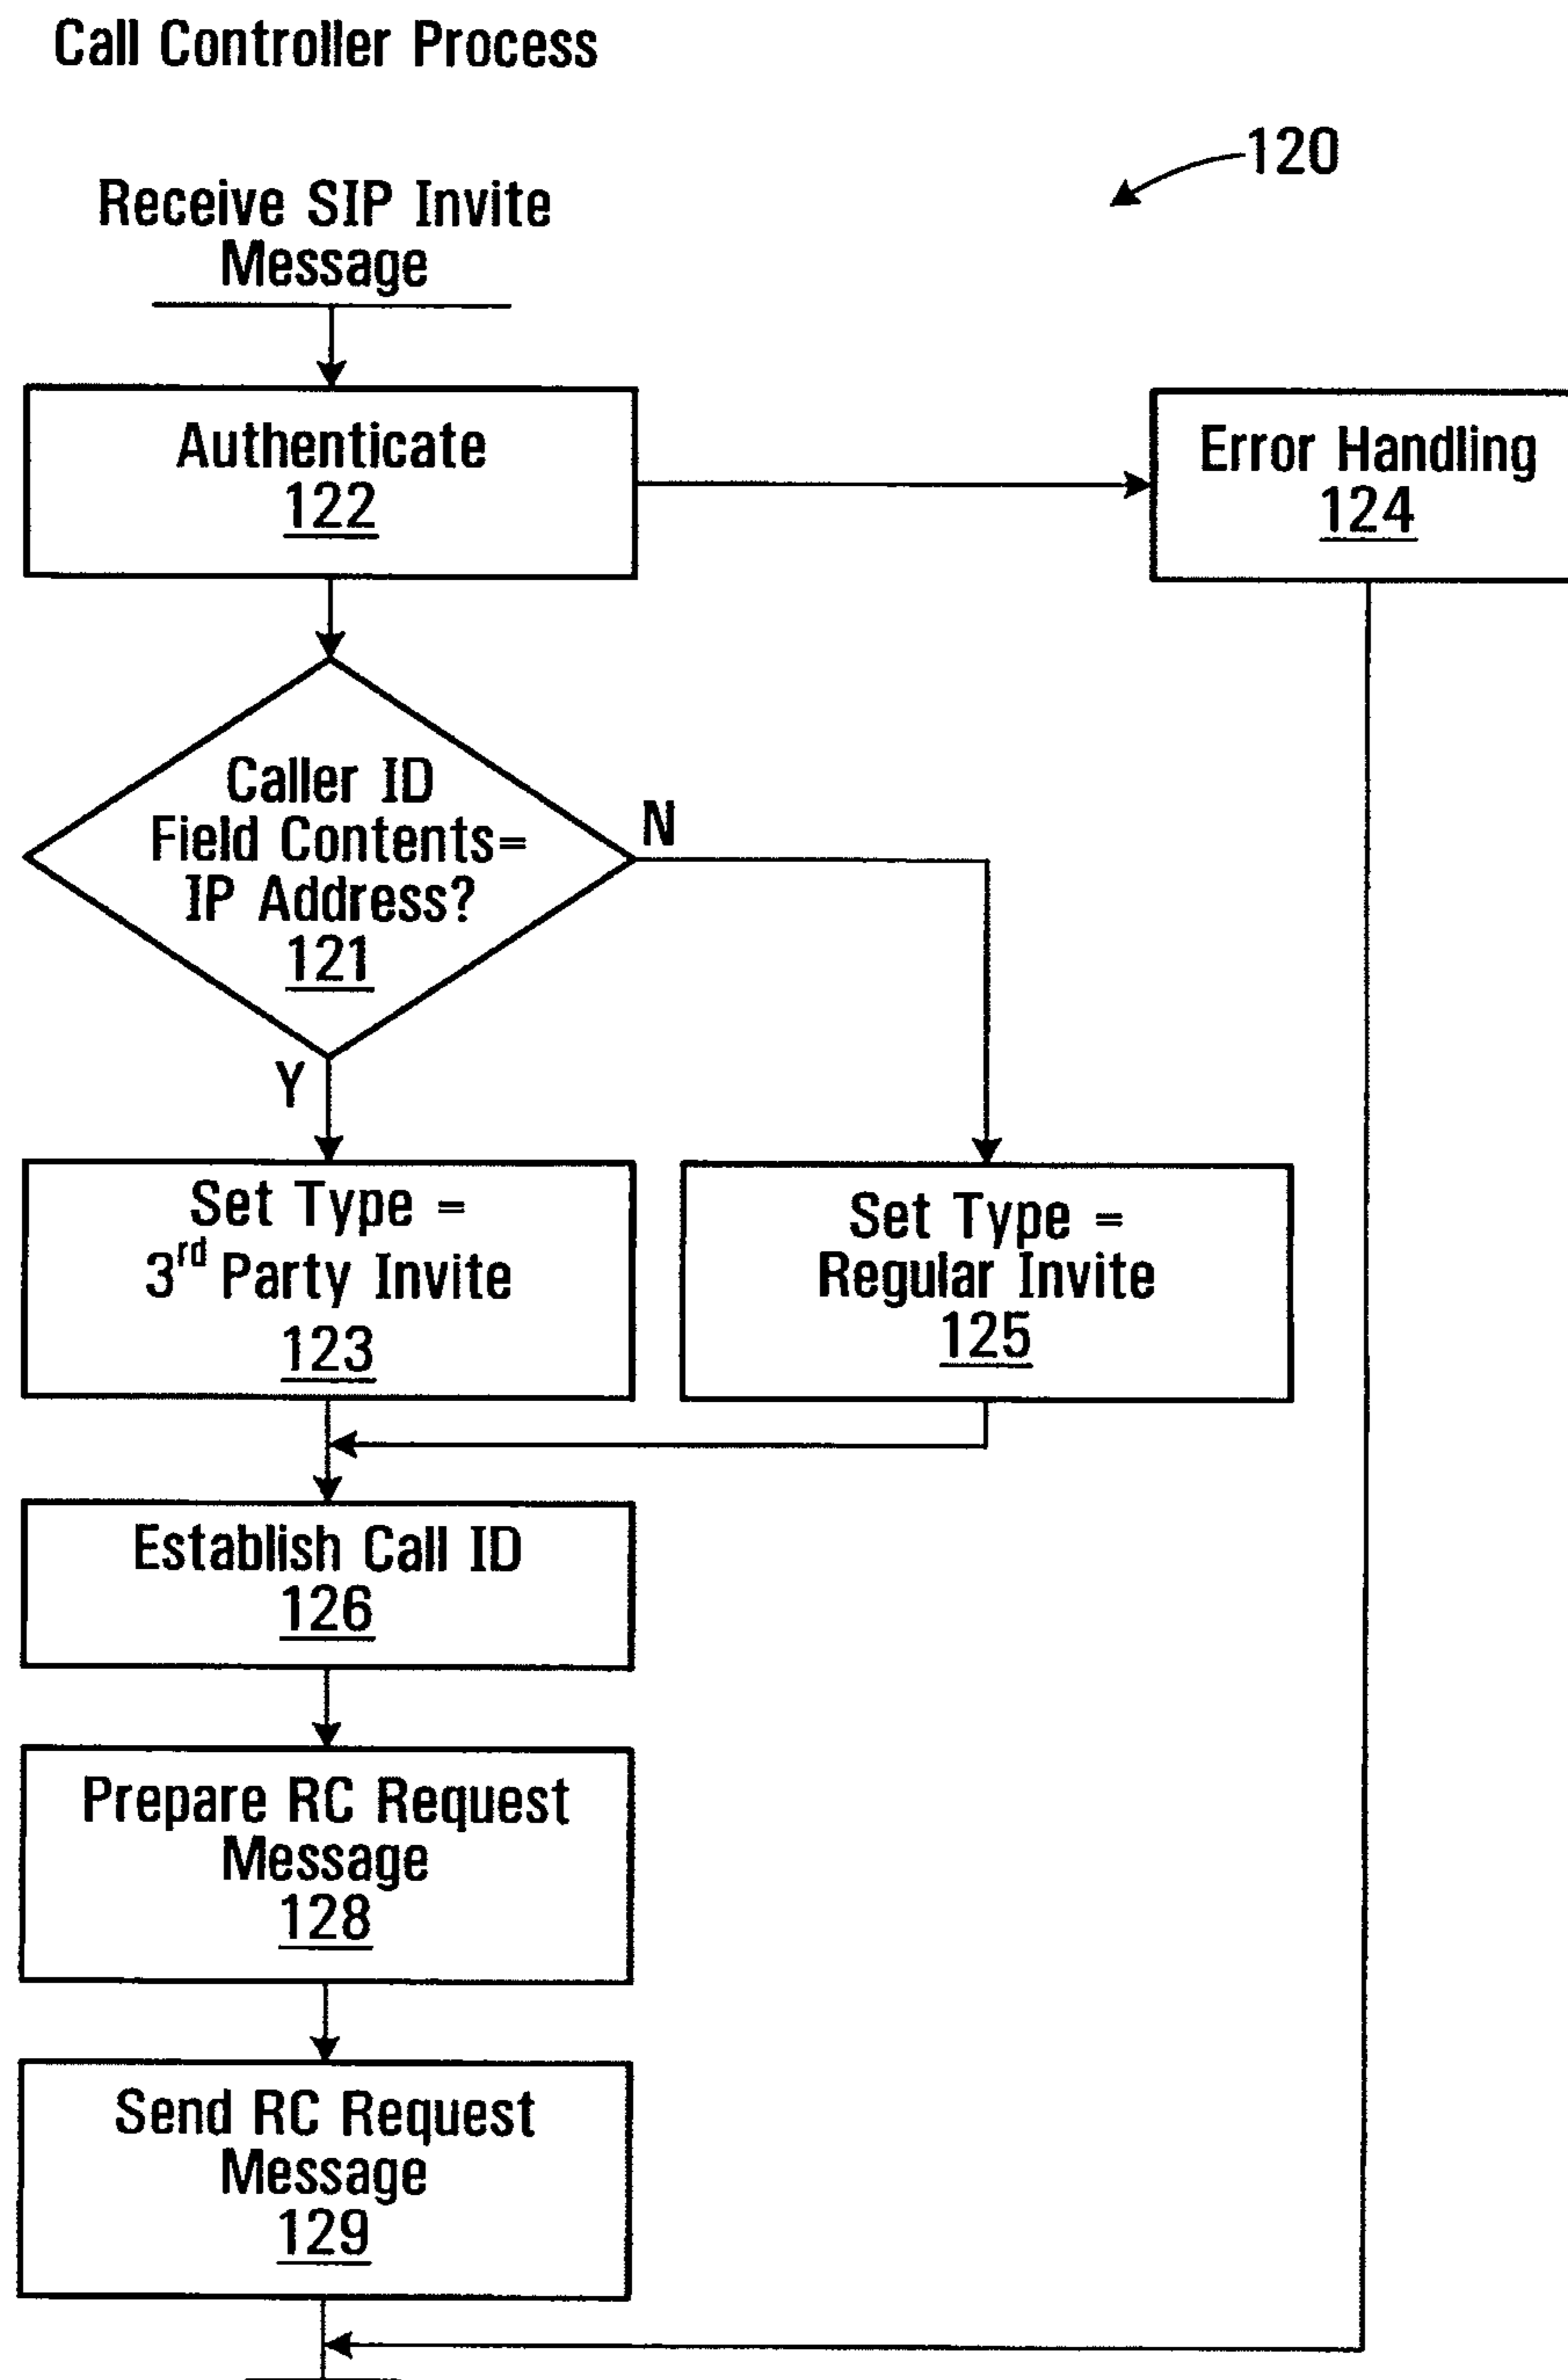 Call Controller Process
120
Receive SIP Invite
Message
Authenticate
122
Error Handling
124
Caller ID
Field Contents=
IP Address?
121
N
Y
Set Type =
3rd Party Invite
123
Set Type =
Regular Invite
125
Establish Call ID
126
Prepare RC Request
Message
128
Send RC Request
Message
129